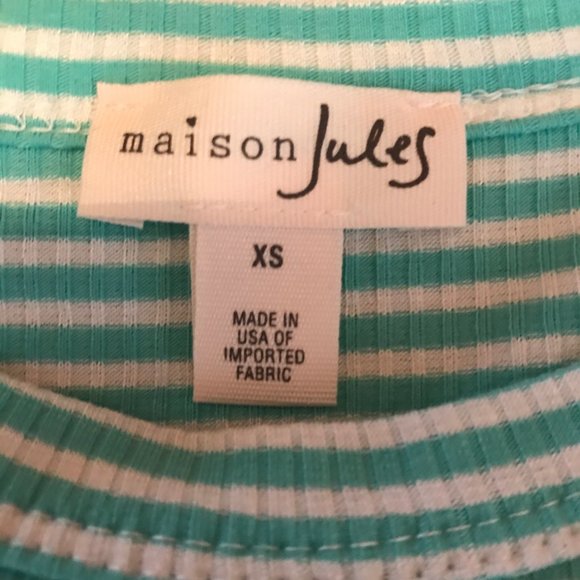 maison Jules
XS
MADE IN
USA OF
IMPORTED
FABRIC